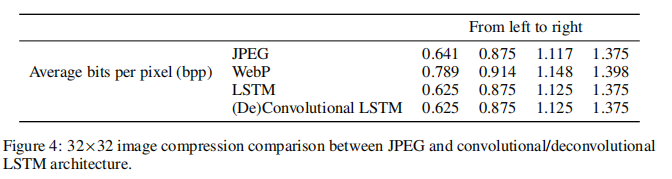 From left to right
JPEG 0.641 0.875 1.117 1.375
Average bits per pixel (bpp) WebP 0.789 0.914 1.148 1.398
LSTM 0.625 0.875 1.125 1.375
(De)Convolutional LSTM 0.625 0.875 1.125 1.375
Figure 4: 32×32 image compression comparison between JPEG and convolutional/deconvolutional
LSTM architecture.